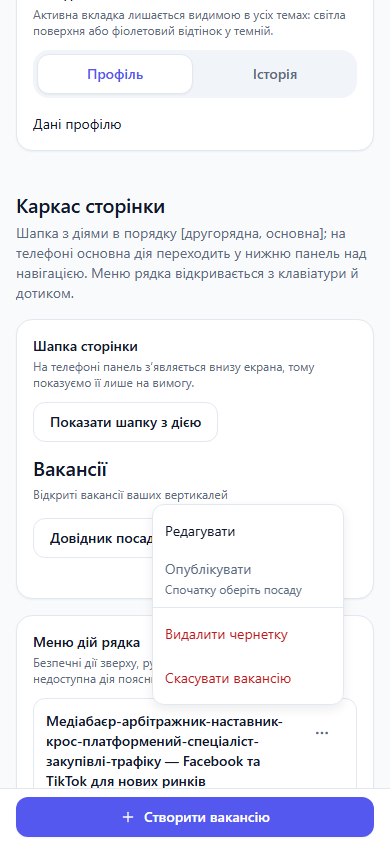 Активна вкладка лишається видимою в усіх темах: світла
поверхня або фіолетовий відтінок у темній.
Профіль
Історія
Дані профілю
Каркас сторінки
Шапка з діями в порядку [другорядна, основна]; на
телефоні основна дія переходить у нижню панель над
навігацією. Меню рядка відкривається з клавіатури й
дотиком.
Шапка сторінки
На телефоні панель з’являється внизу екрана, тому
показуємо її лише на вимогу.
Показати шапку з дією
Вакансії
Відкриті вакансії ваших вертикалей
Довідник посад
Редагувати
Опублікувати
Спочатку оберіть посаду
Видалити чернетку
Скасувати вакансію
Меню дій рядка
Безпечні дії зверху,
недоступна дія
Медіабаєр-арбітражник-наставник-
крос-платформений-спеціаліст-
закупівлі-трафіку — Facebook та
TikTok для нових ринків
Створити вакансію